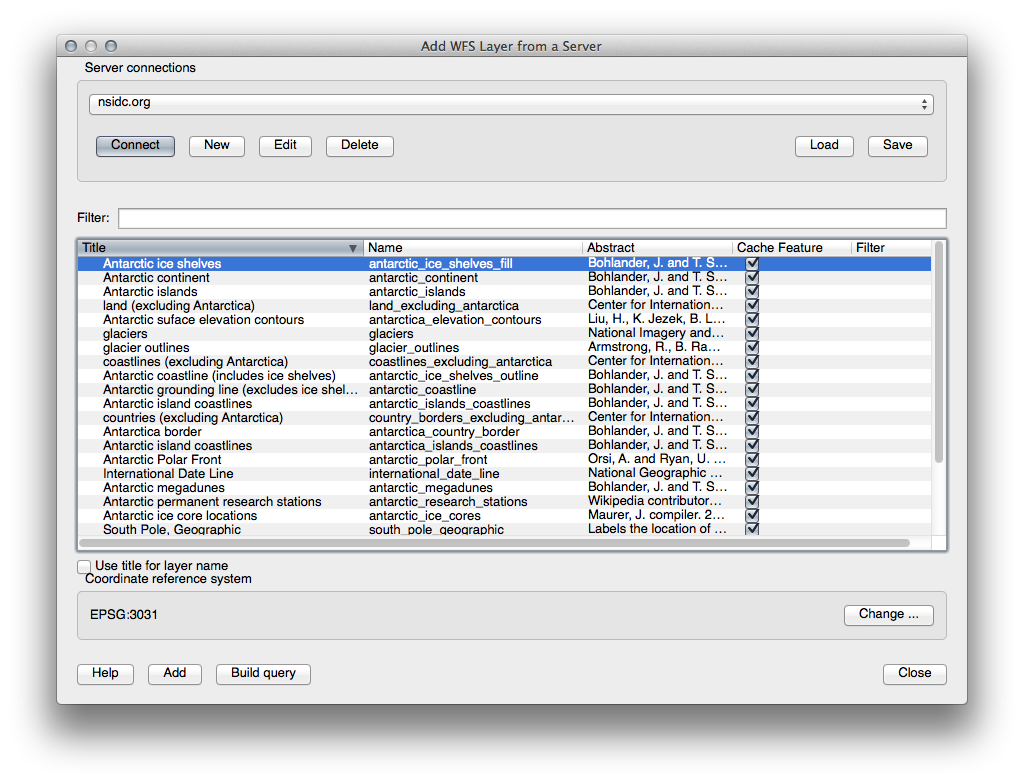 Add WFS Layer from a Server
Server connections
nsidc.org
Connect New Edit Delete Load Save
Filter:
Title Name Abstract Cache Feature Filter
Antarctic ice shelves antarctic_ice_shelves_fill Bohlander, J. and T. S...
Antarctic continent antarctic_continent Bohlander, J. and T. S...
Antarctic islands antarctic_islands Bohlander, J. and T. S...
land (excluding Antarctica) land_excluding_antarctica Center for Internation...
Antarctic suface elevation contours antarctica_elevation_contours Liu, H., K. Jezek, B. L...
glaciers glaciers National Imagery and...
glacier outlines glacier_outlines Armstrong, R., B. Ra...
coastlines (excluding Antarctica) coastlines_excluding_antarctica Center for Internation...
Antarctic coastline (includes ice shelves) antarctic_ice_shelves_outline Bohlander, J. and T. S...
Antarctic grounding line (excludes ice shel... antarctic_coastline Bohlander, J. and T. S...
Antarctic island coastlines antarctic_islands_coastlines Bohlander, J. and T. S...
countries (excluding Antarctica) country_borders_excluding_antar... Center for Internation...
Antarctica border antarctica_country_border Bohlander, J. and T. S...
Antarctic island coastlines antarctica_islands_coastlines Bohlander, J. and T. S...
Antarctic Polar Front antarctic_polar_front Orsi, A. and Ryan, U. ...
International Date Line international_date_line National Geographic ...
Antarctic megadunes antarctic_megadunes Bohlander, J. and T. S...
Antarctic permanent research stations antarctic_research_stations Wikipedia contributor...
Antarctic ice core locations antarctic_ice_cores Maurer, J. compiler. 2...
South Pole, Geographic south_pole_geographic Labels the location of ...
Use title for layer name
Coordinate reference system
EPSG:3031 Change ...
Help Add Build query Close